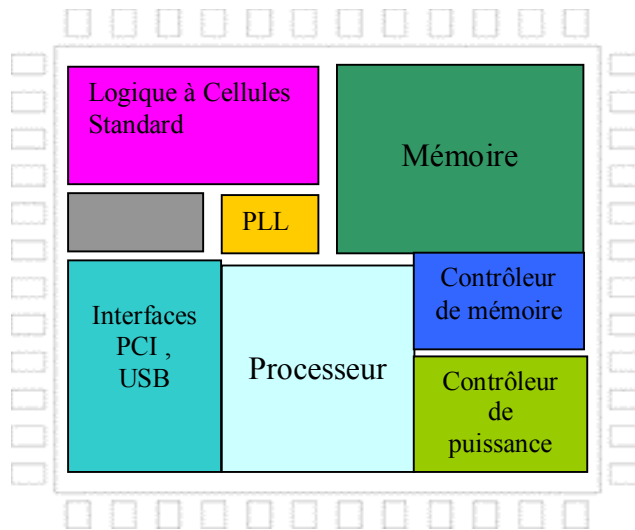 Logique à Cellules
Standard
Mémoire
PLL
Interfaces
PCI ,
USB
Processeur
Contrôleur
de mémoire
Contrôleur
de
puissance